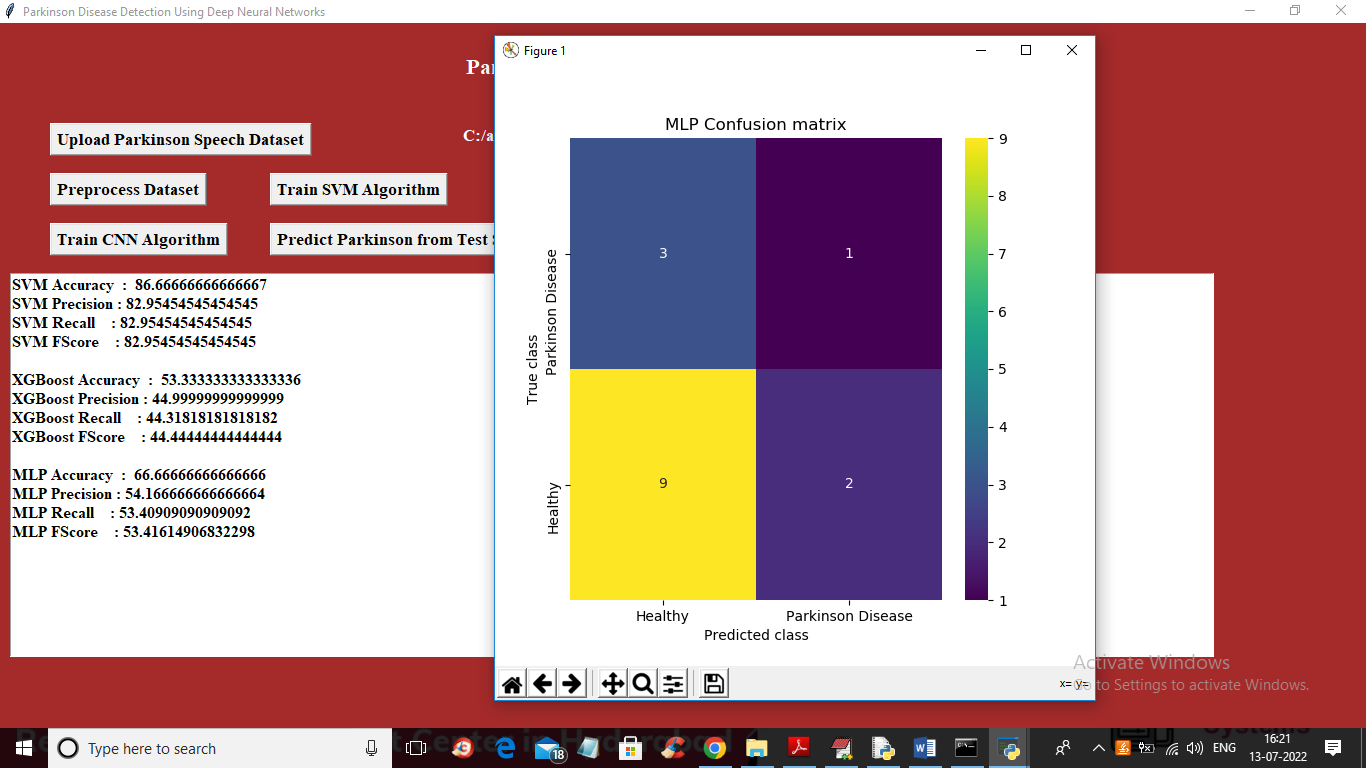 Parkinson Disease Detection Using Deep Neural Networks
Figure 1
Upload Parkinson Speech Dataset
C:/a
Preprocess Dataset
Train SVM Algorithm
Train CNN Algorithm
Predict Parkinson from Test
SVM Accuracy : 86.66666666666667
SVM Precision : 82.95454545454545
SVM Recall : 82.95454545454545
SVM FScore : 82.95454545454545
XGBoost Accuracy : 53.333333333333336
XGBoost Precision : 44.99999999999999
XGBoost Recall : 44.31818181818182
XGBoost FScore : 44.44444444444444
MLP Accuracy : 66.66666666666666
MLP Precision : 54.166666666666664
MLP Recall : 53.40909090909092
MLP FScore : 53.41614906832298
MLP Confusion matrix
True class
Parkinson Disease
Healthy
3
1
9
2
Healthy
Parkinson Disease
Predicted class
9
8
7
6
5
4
3
2
1
x= y=
Activate Windows
Go to Settings to activate Windows.
Type here to search
18
ENG
16:21
13-07-2022